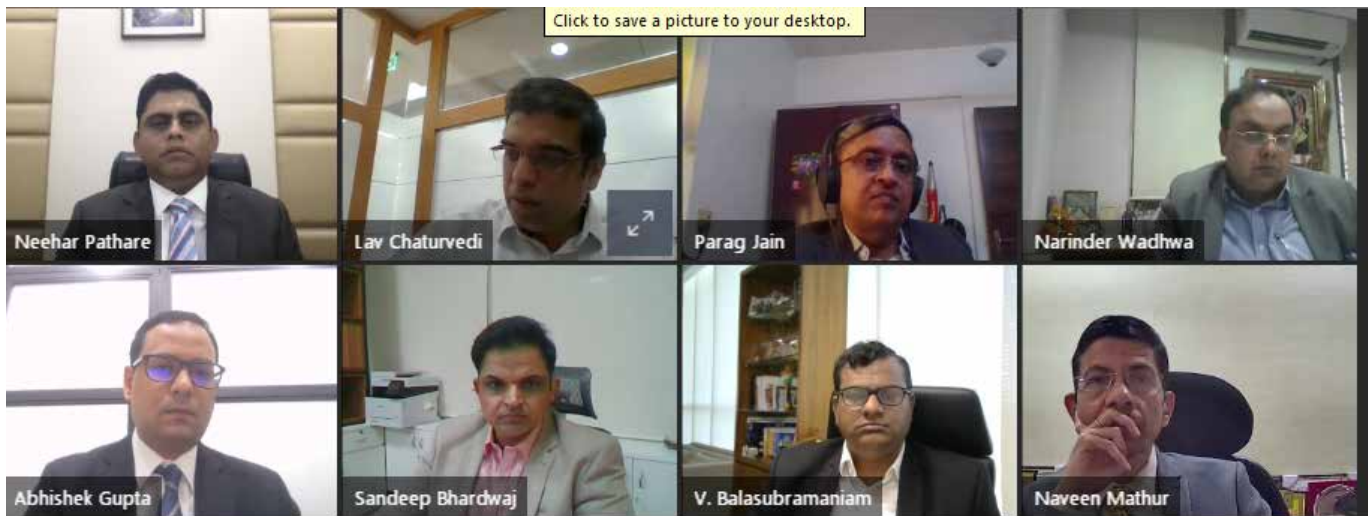 Click to save a picture to your desktop.
Neehar Pathare
Lav Chaturvedi
Parag Jain
Narinder Wadhwa
Abhishek Gupta
Sandeep Bhardwaj
V. Balasubramaniam
Naveen Mathur